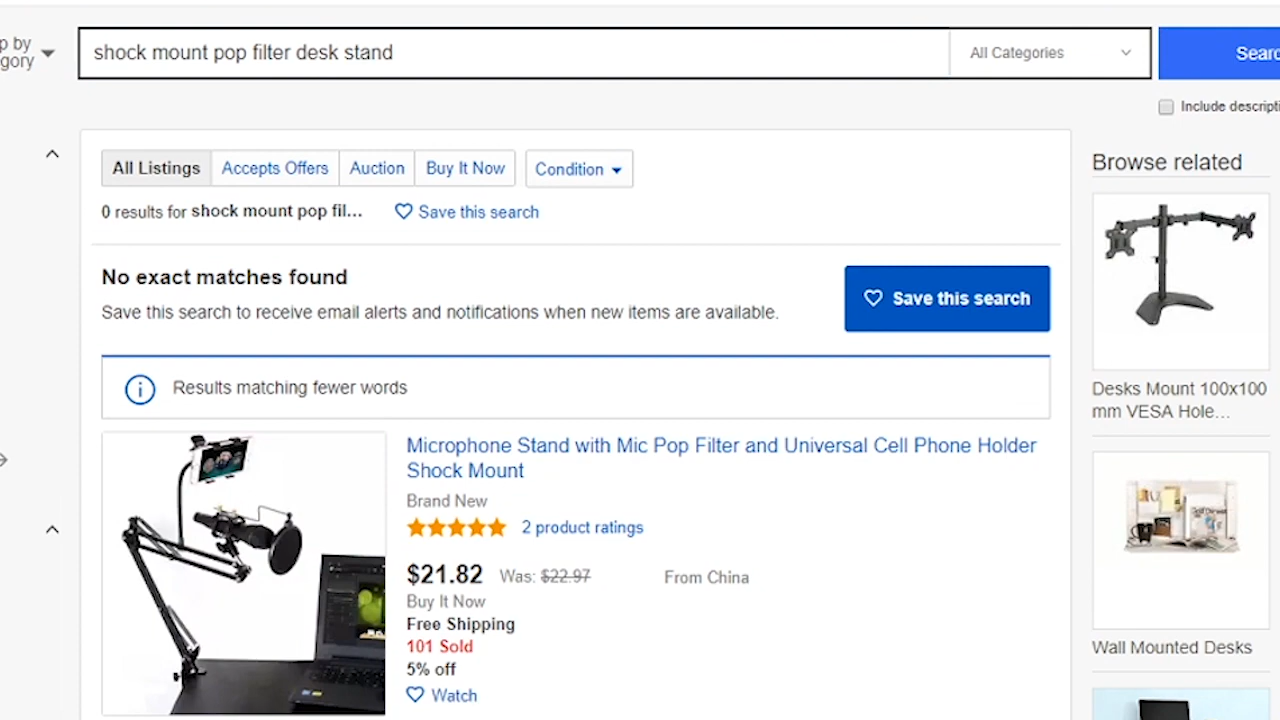 p by
gory
shock mount pop filter desk stand
All Categories
Searc
Include descripti
All Listings
Accepts Offers
Auction
Buy It Now
Condition
0 results for shock mount pop fil...
Save this search
No exact matches found
Save this search to receive email alerts and notifications when new items are available.
Save this search
Results matching fewer words
Microphone Stand with Mic Pop Filter and Universal Cell Phone Holder
Shock Mount
Brand New
2 product ratings
$21.82 Was: $22.97 From China
Buy It Now
Free Shipping
101 Sold
5% off
Watch
Browse related
Desks Mount 100x100
mm VESA Hole...
Wall Mounted Desks